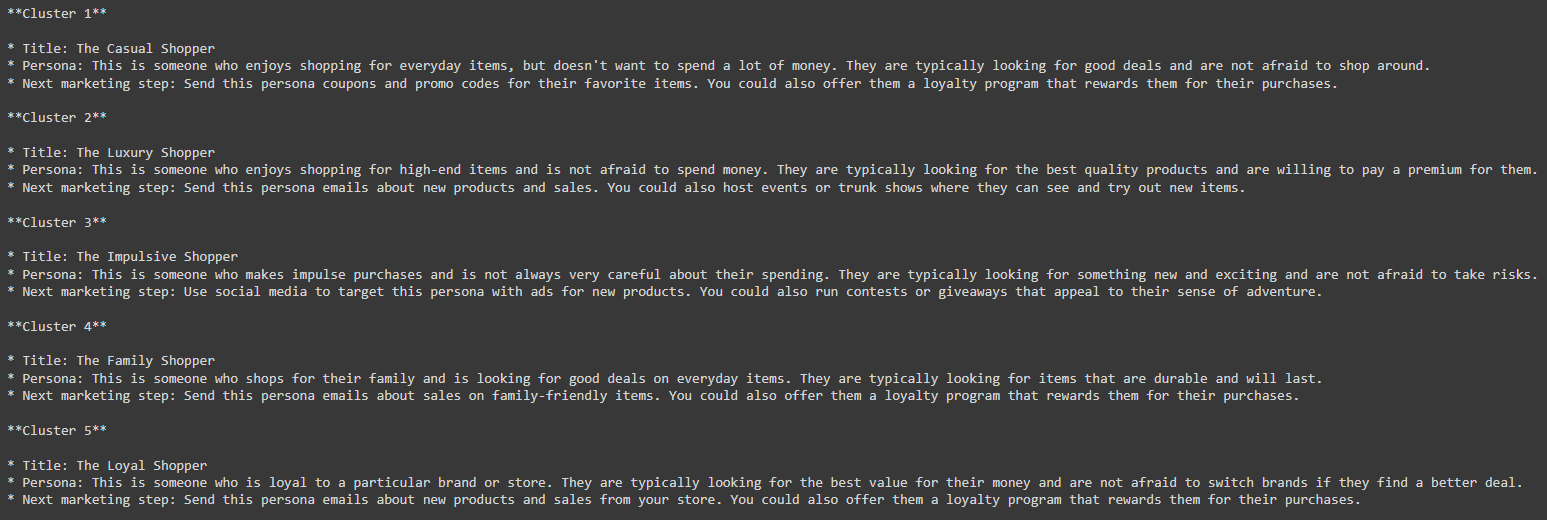 **Cluster 1**
* Title: The Casual Shopper
* Persona: This is someone who enjoys shopping for everyday items, but doesn't want to spend a lot of money. They are typically looking for good deals and are not afraid to shop around.
* Next marketing step: Send this persona coupons and promo codes for their favorite items. You could also offer them a loyalty program that rewards them for their purchases.
**Cluster 2**
* Title: The Luxury Shopper
* Persona: This is someone who enjoys shopping for high-end items and is not afraid to spend money. They are typically looking for the best quality products and are willing to pay a premium for them.
* Next marketing step: Send this persona emails about new products and sales. You could also host events or trunk shows where they can see and try out new items.
**Cluster 3**
* Title: The Impulsive Shopper
* Persona: This is someone who makes impulse purchases and is not always very careful about their spending. They are typically looking for something new and exciting and are not afraid to take risks.
* Next marketing step: Use social media to target this persona with ads for new products. You could also run contests or giveaways that appeal to their sense of adventure.
**Cluster 4**
* Title: The Family Shopper
* Persona: This is someone who shops for their family and is looking for good deals on everyday items. They are typically looking for items that are durable and will last.
* Next marketing step: Send this persona emails about sales on family-friendly items. You could also offer them a loyalty program that rewards them for their purchases.
**Cluster 5**
* Title: The Loyal Shopper
* Persona: This is someone who is loyal to a particular brand or store. They are typically looking for the best value for their money and are not afraid to switch brands if they find a better deal.
* Next marketing step: Send this persona emails about new products and sales from your store. You could also offer them a loyalty program that rewards them for their purchases.